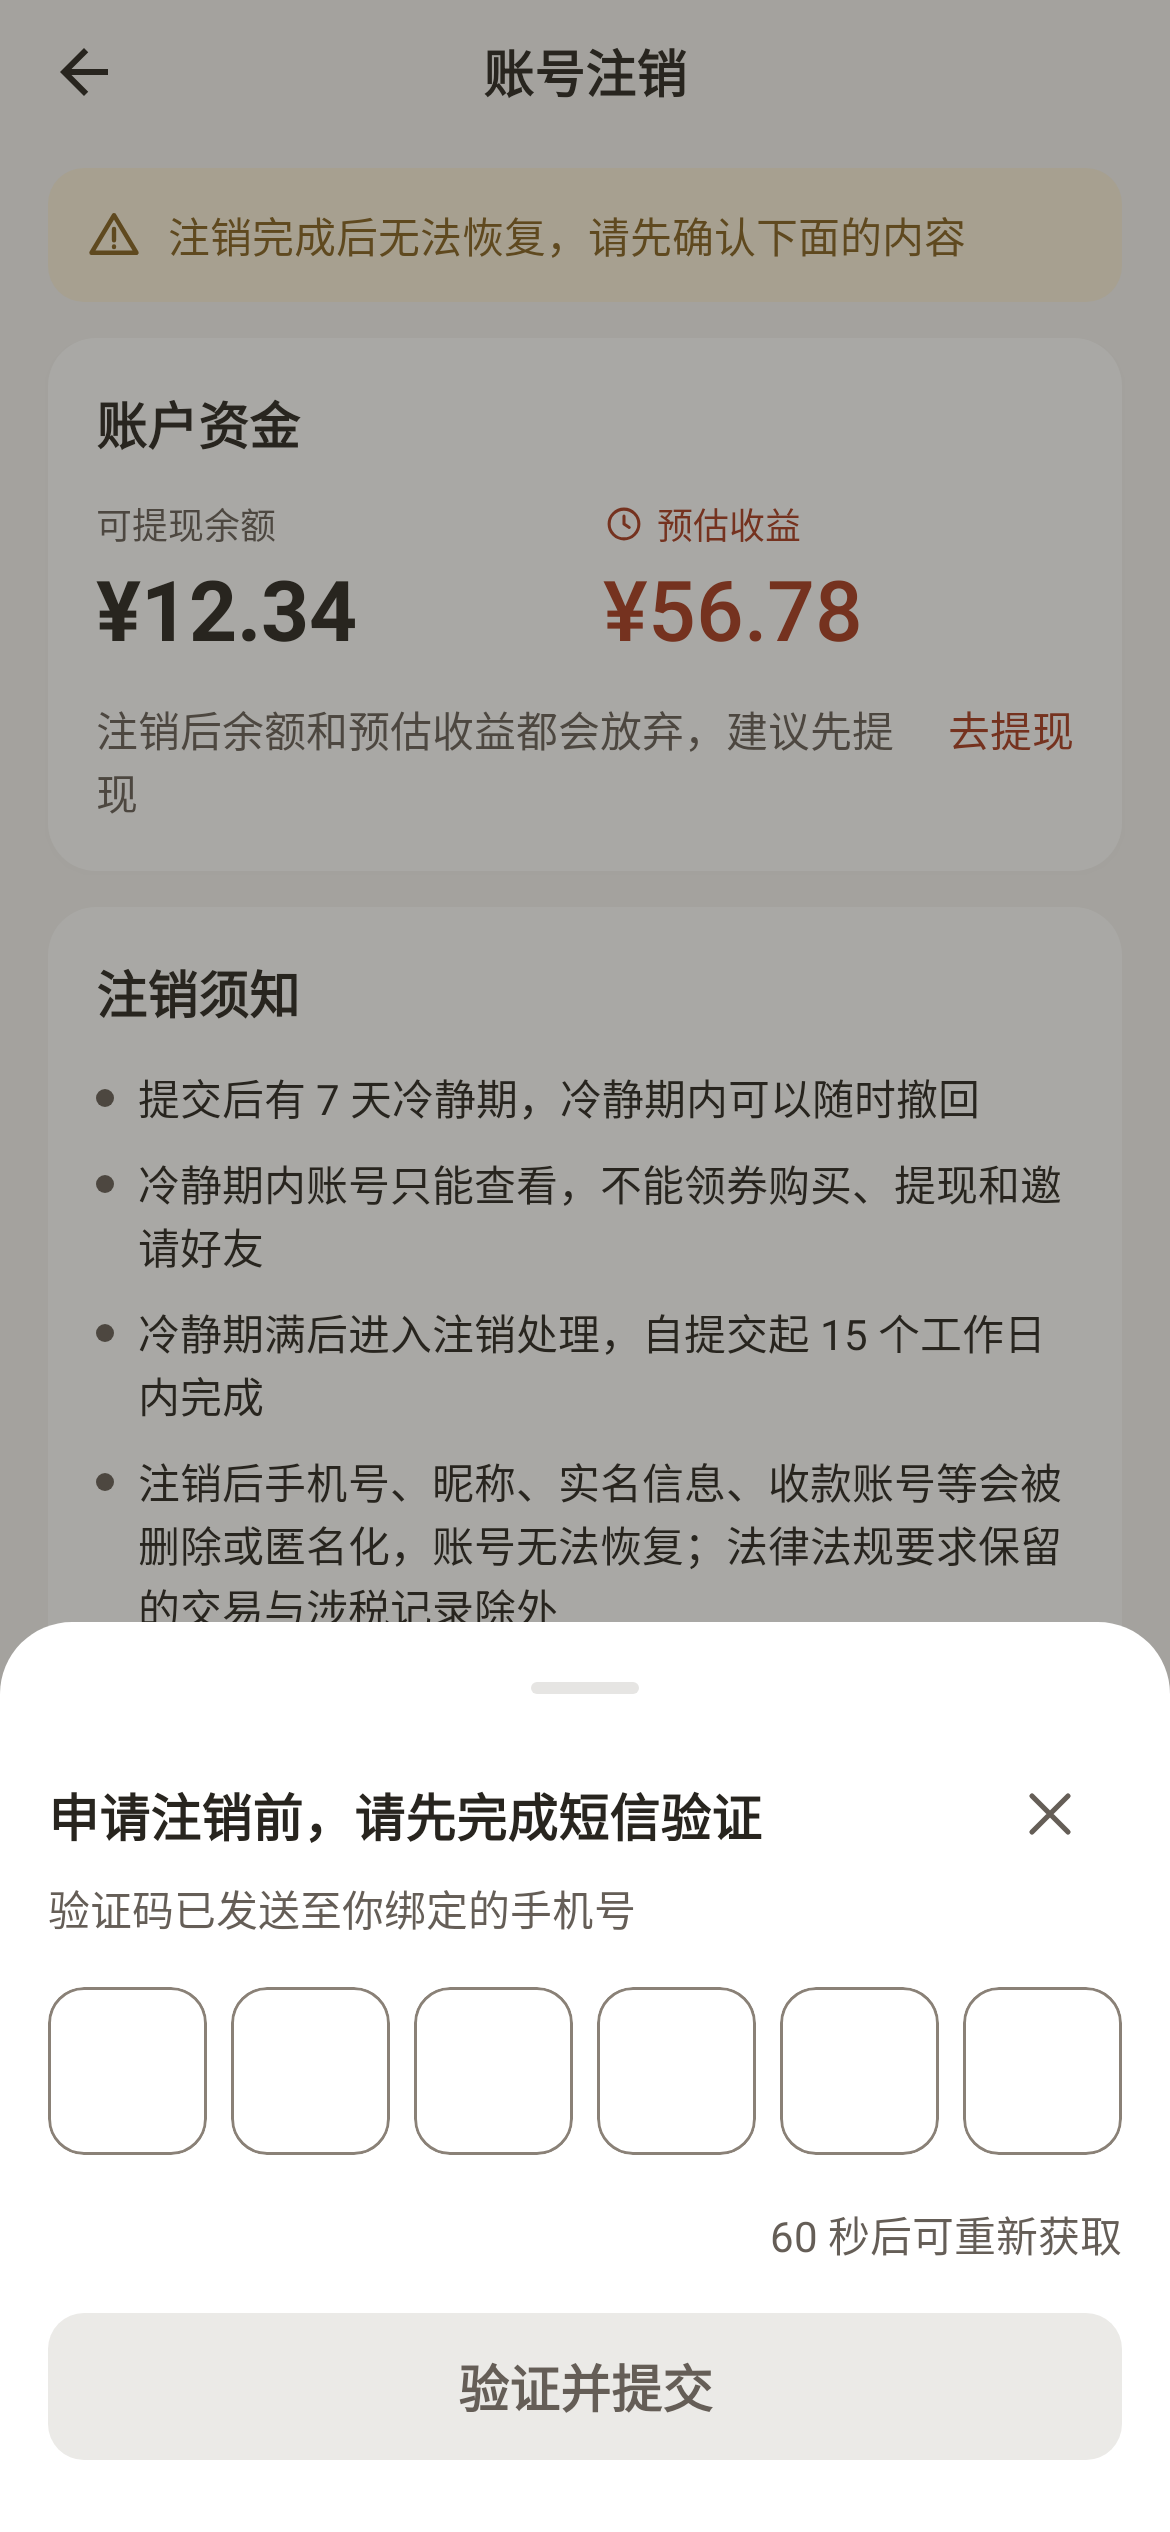 账号注销
注销完成后无法恢复，请先确认下面的内容
账户资金
可提现余额
预估收益
¥12.34
¥56.78
注销后余额和预估收益都会放弃，建议先提
去提现
现
注销须知
提交后有 7 天冷静期，冷静期内可以随时撤回
冷静期内账号只能查看，不能领券购买、提现和邀
请好友
冷静期满后进入注销处理，自提交起 15 个工作日
内完成
注销后手机号、昵称、实名信息、收款账号等会被
删除或匿名化，账号无法恢复；法律法规要求保留
的交易与涉税记录除外
申请注销前，请先完成短信验证
验证码已发送至你绑定的手机号
60 秒后可重新获取
验证并提交